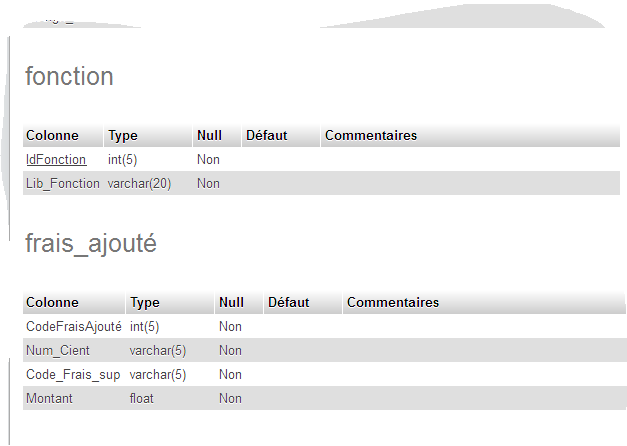 fonction
Colonne Type Null Défaut Commentaires
IdFonction int(5) Non
Lib_Fonction varchar(20) Non
frais_ajouté
Colonne Type Null Défaut Commentaires
CodeFraisAjouté int(5) Non
Num_Cient varchar(5) Non
Code_Frais_sup varchar(5) Non
Montant float Non